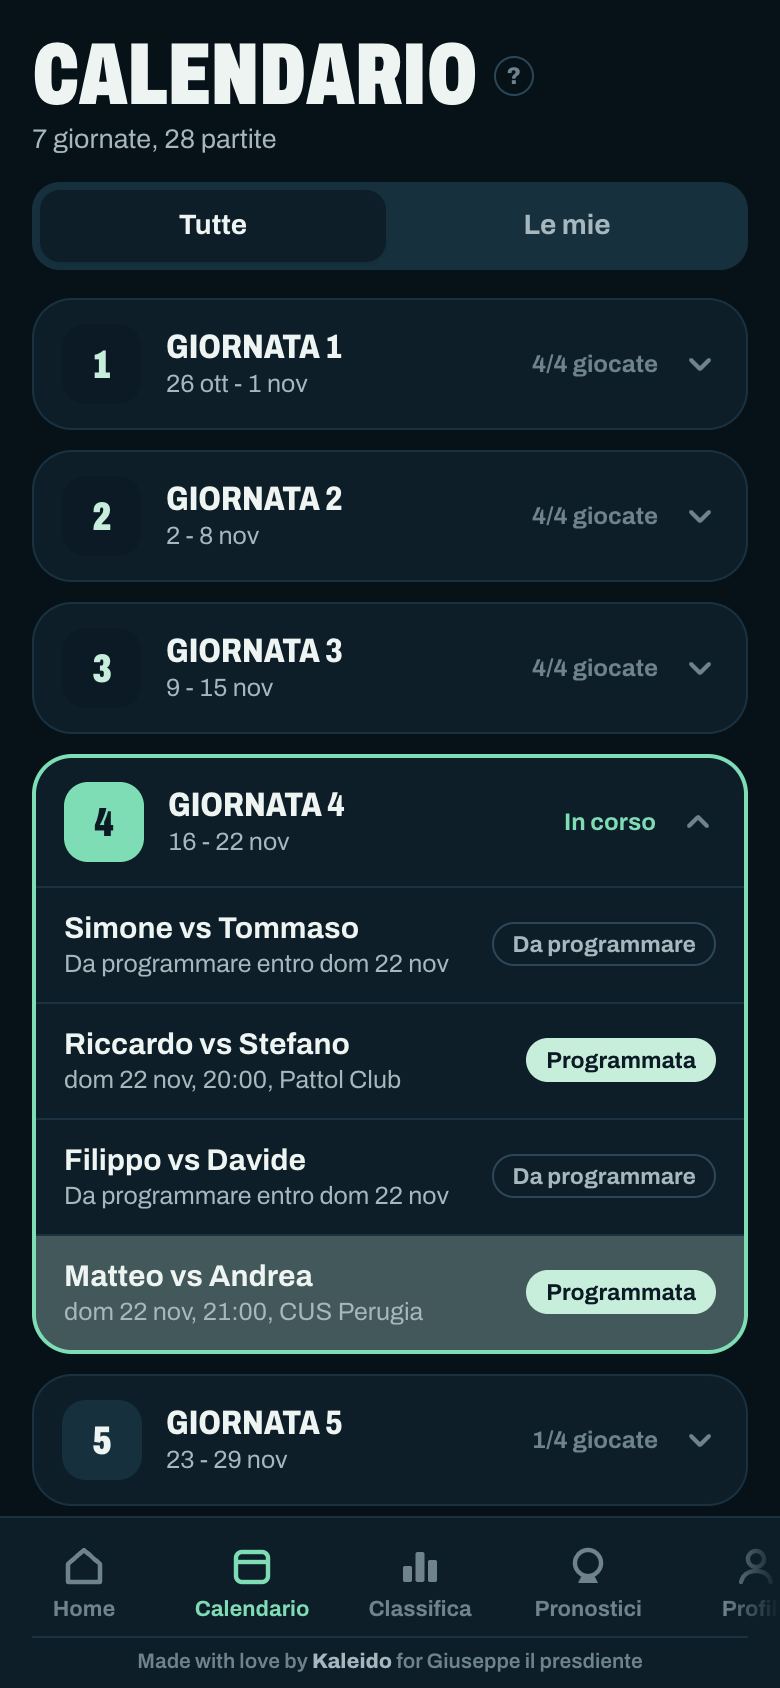 CALENDARIO ?
7 giornate, 28 partite
Tutte Le mie
1 GIORNATA 1 4/4 giocate
26 ott - 1 nov
2 GIORNATA 2 4/4 giocate
2 - 8 nov
3 GIORNATA 3 4/4 giocate
9 - 15 nov
4 GIORNATA 4 In corso
16 - 22 nov
Simone vs Tommaso Da programmare
Da programmare entro dom 22 nov
Riccardo vs Stefano Programmata
dom 22 nov, 20:00, Pattol Club
Filippo vs Davide Da programmare
Da programmare entro dom 22 nov
Matteo vs Andrea Programmata
dom 22 nov, 21:00, CUS Perugia
5 GIORNATA 5 1/4 giocate
23 - 29 nov
Home Calendario Classifica Pronostici Profil
Made with love by Kaleido for Giuseppe il presdiente